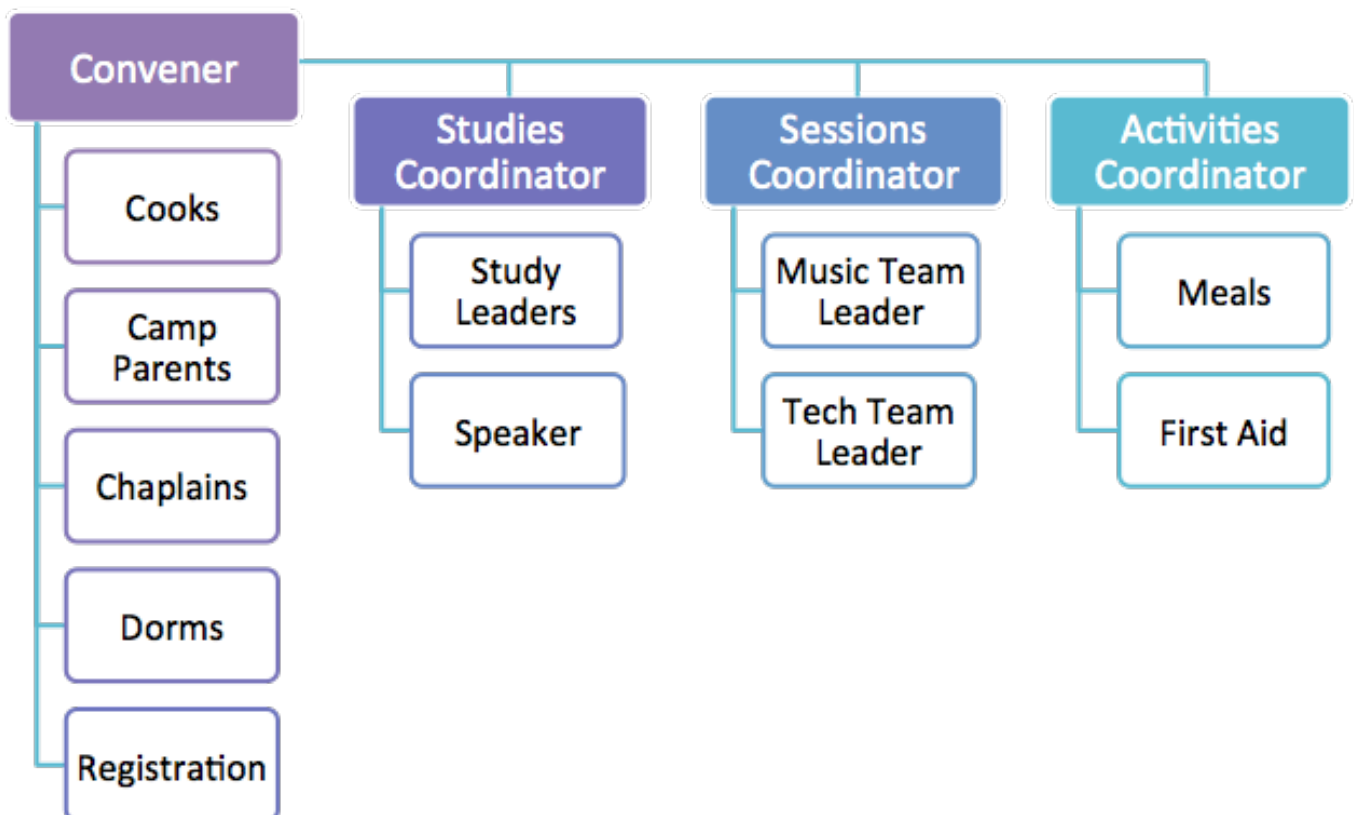 Convener
Cooks
Camp
Parents
Chaplains
Dorms
Registration
Studies
Coordinator
Study
Leaders
Speaker
Sessions
Coordinator
Music Team
Leader
Tech Team
Leader
Activities
Coordinator
Meals
First Aid